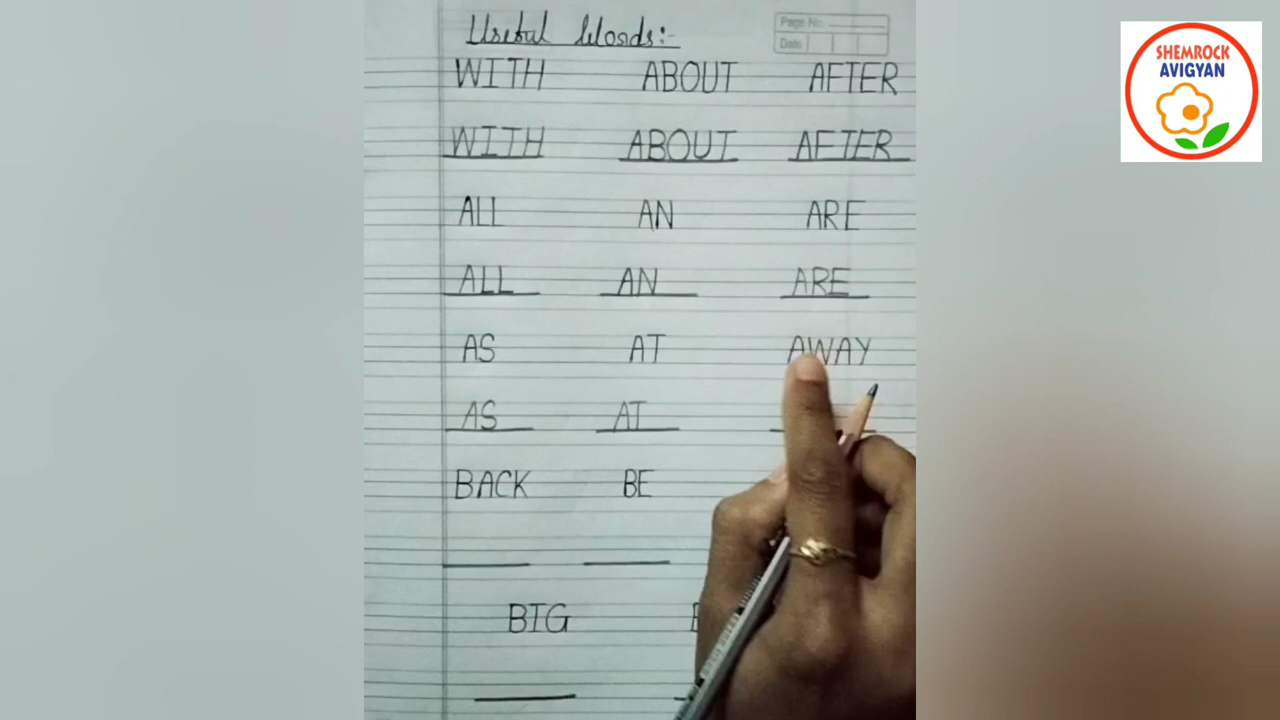 Useful Words:-
Page No.
Date
WITH ABOUT AFTER
WITH ABOUT AFTER
ALL AN ARE
ALL AN ARE
AS AT AWAY
AS AT
BACK BE
BIG
SHEMROCK
AVIGYAN